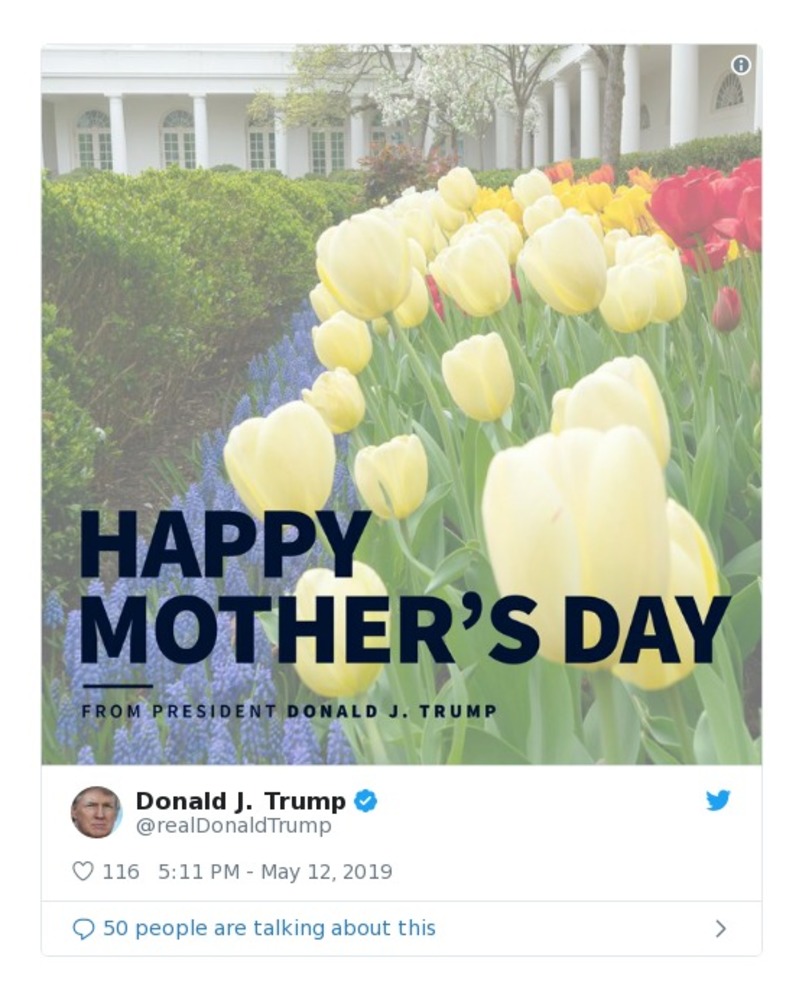 HAPPY
MOTHER’S DAY
FROM PRESIDENT DONALD J. TRUMP
Donald J. Trump
@realDonaldTrump
116 5:11 PM - May 12, 2019
50 people are talking about this